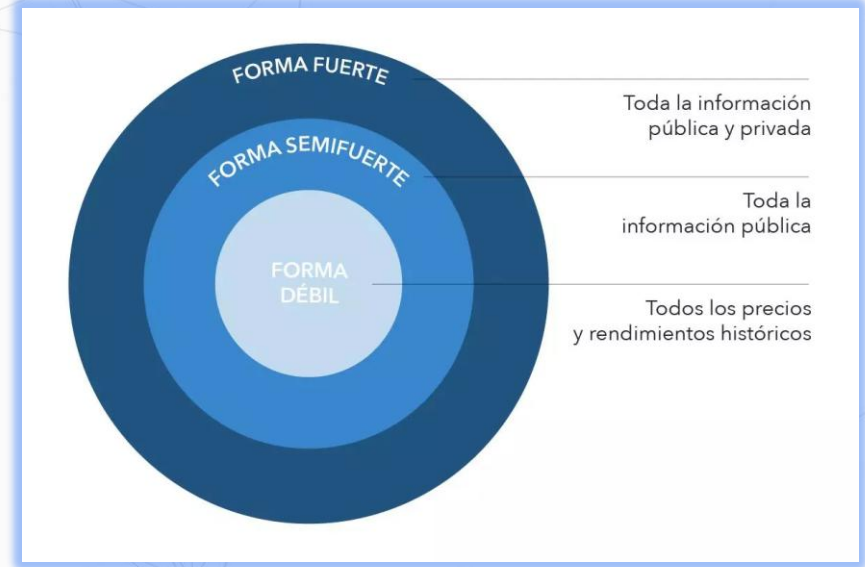 FORMA FUERTE
Toda la información
pública y privada
FORMA SEMIFUERTE
Toda la
información pública
FORMA
DÉBIL
Todos los precios
y rendimientos históricos